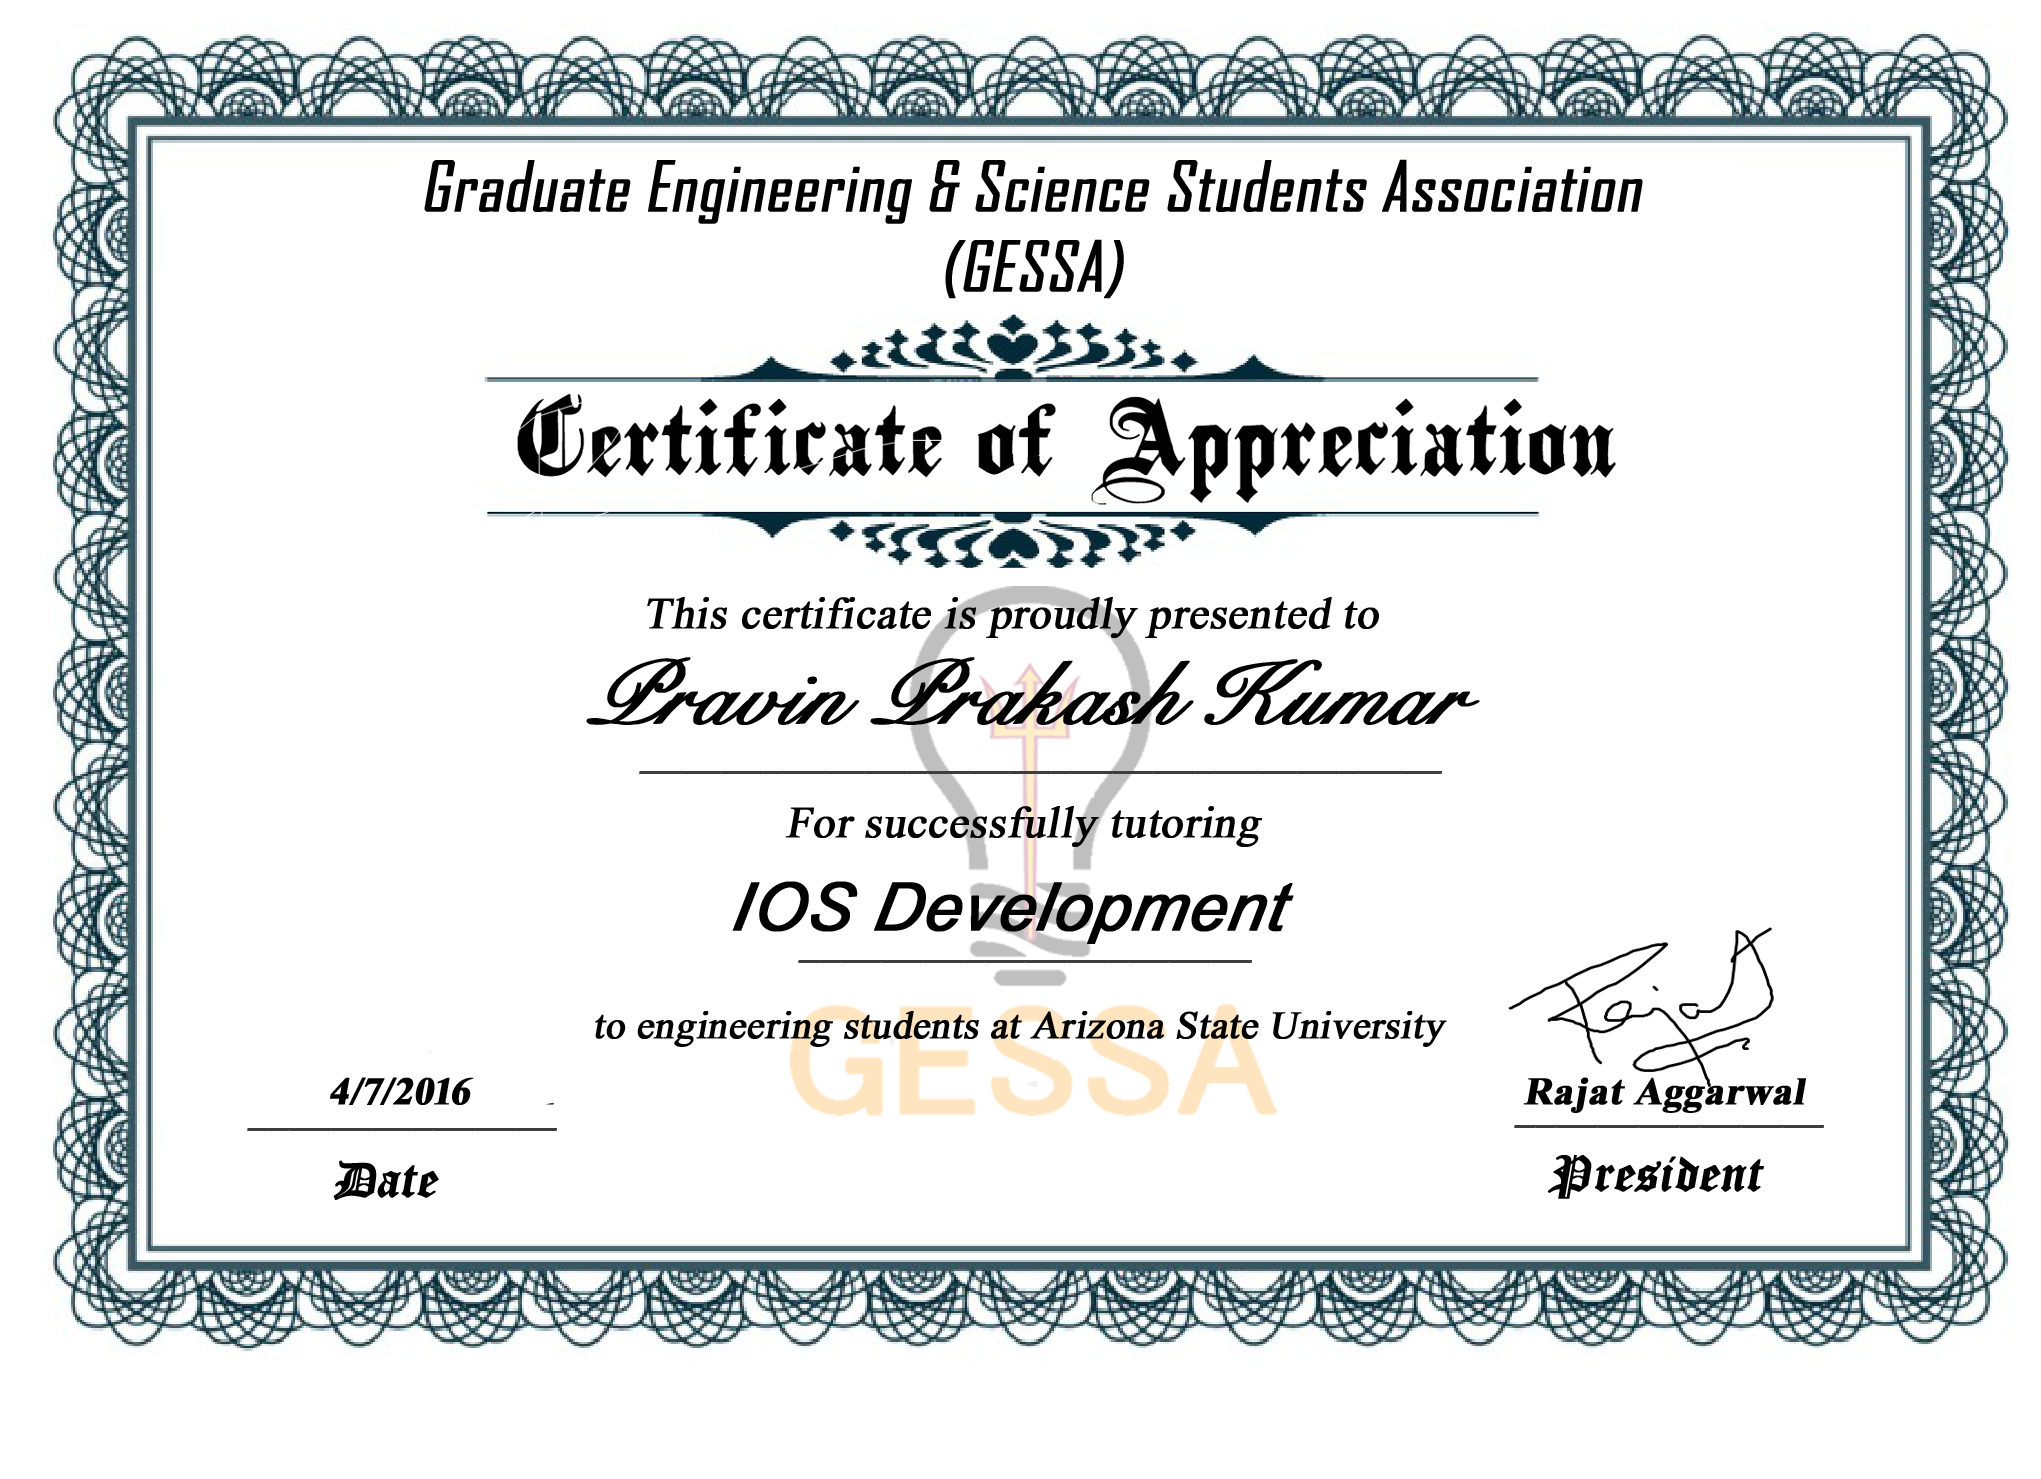 Graduate Engineering & Science Students Association
(GESSA)
Certificate of Appreciation
This certificate is proudly presented to
Pravin Prakash Kumar
For successfully tutoring
IOS Development
to engineering students at Arizona State University
GESSA
4/7/2016
Date
Rajat
Rajat Aggarwal
President